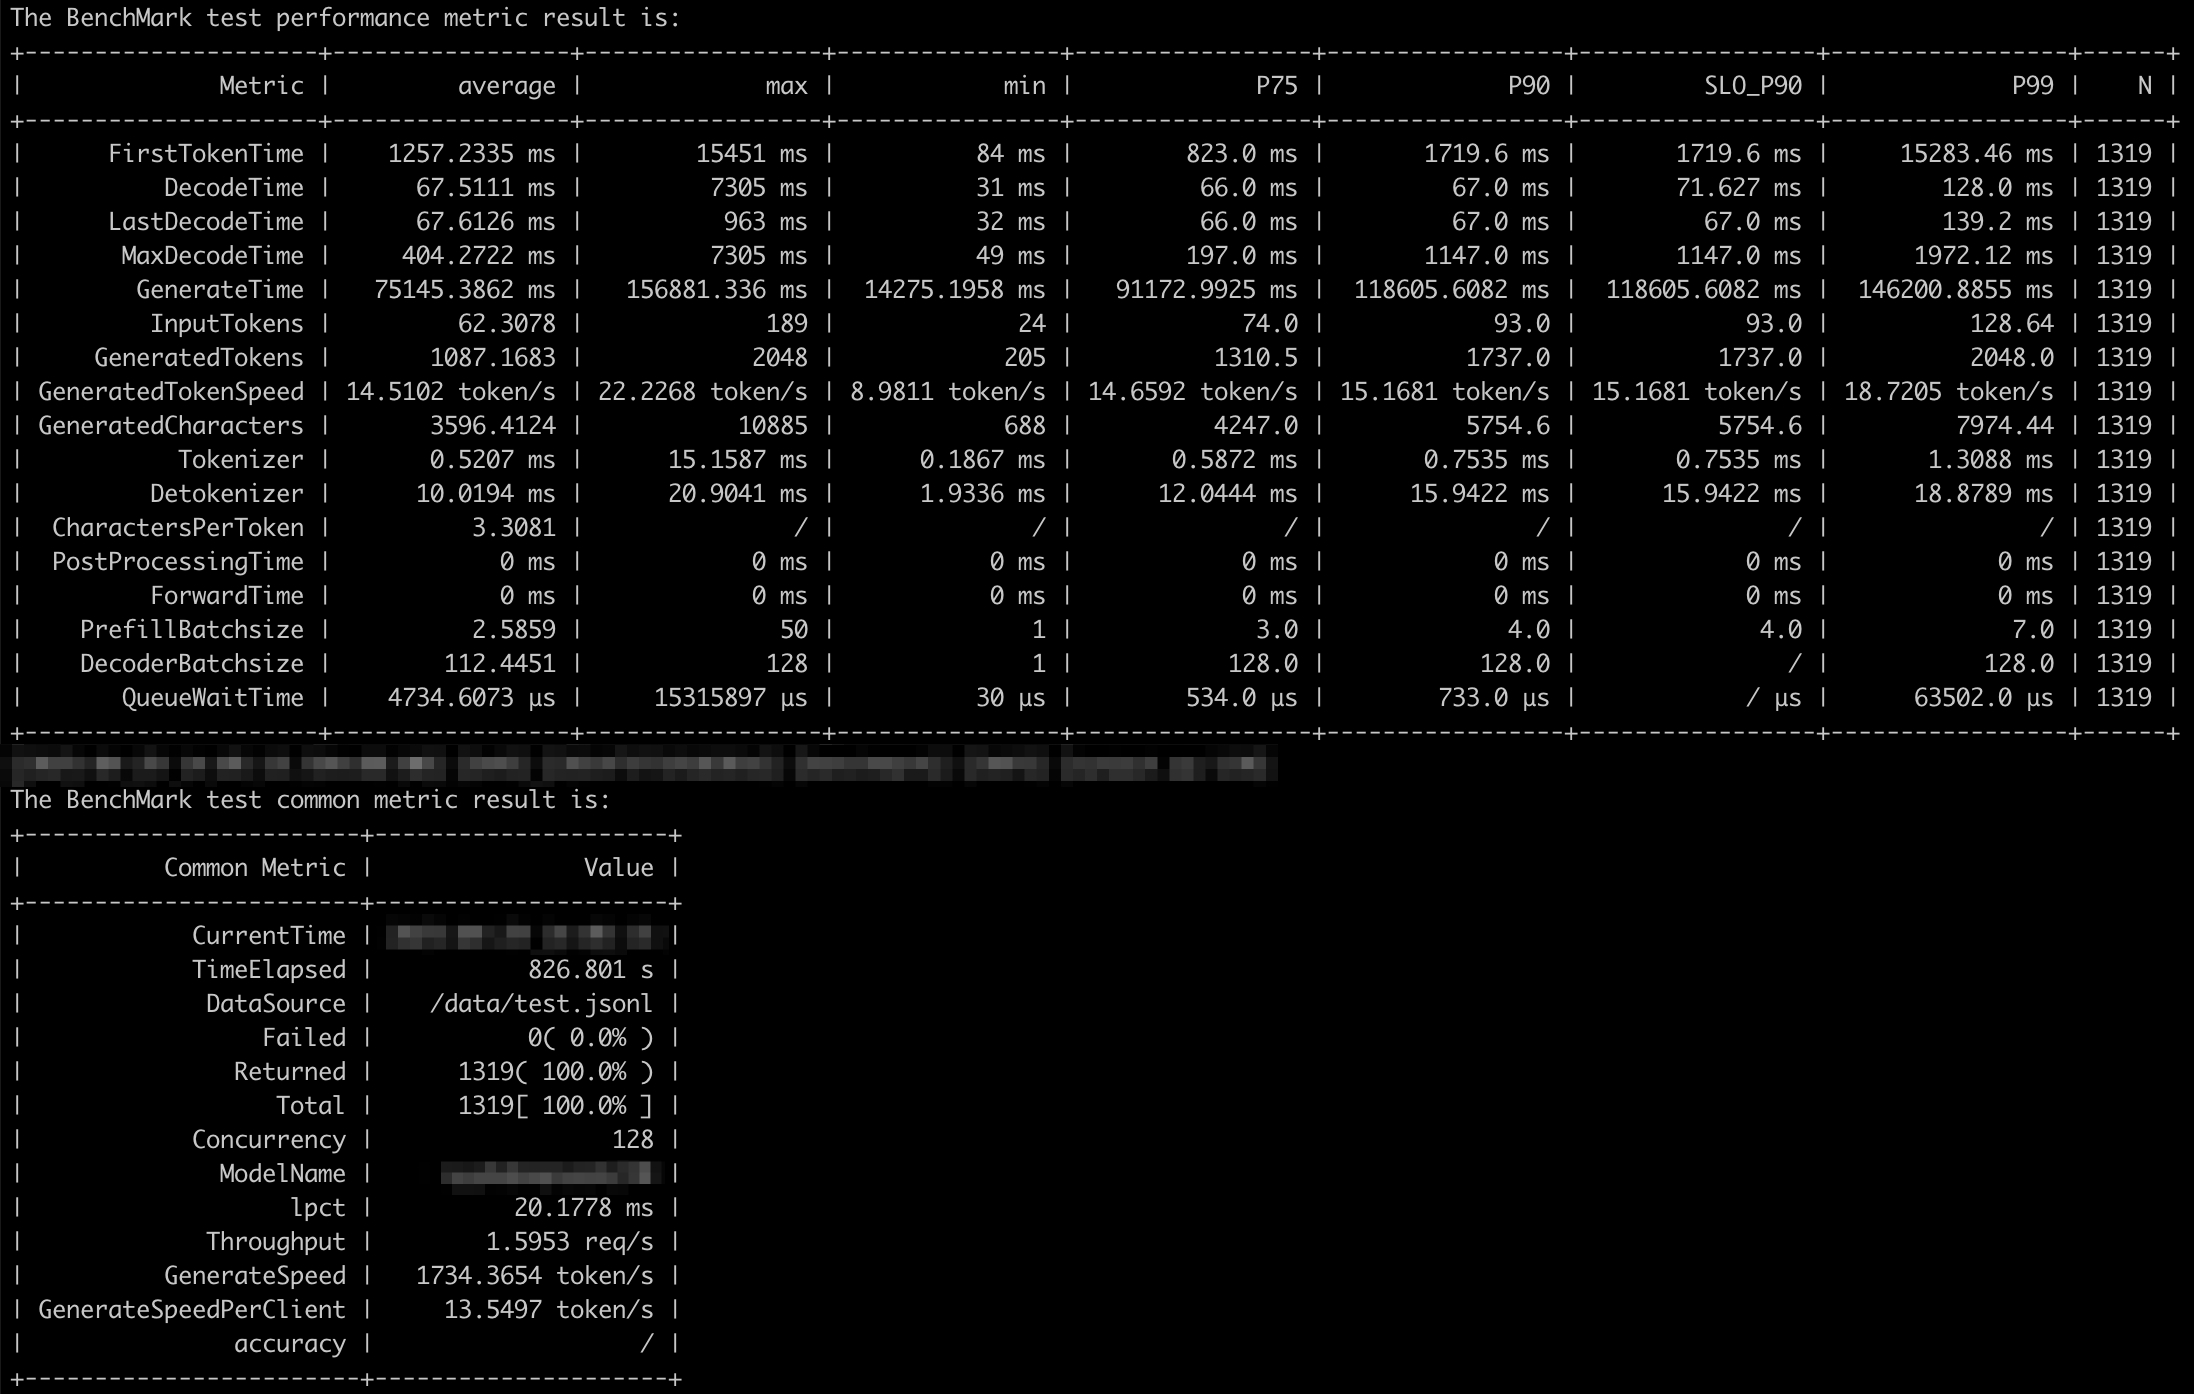 The BenchMark test performance metric result is:
+---------------------+-----------------+-----------------+----------------+-----------------+-----------------+-----------------+-----------------+------+
| Metric | average | max | min | P75 | P90 | SLO_P90 | P99 | N |
+---------------------+-----------------+-----------------+----------------+-----------------+-----------------+-----------------+-----------------+------+
| FirstTokenTime | 1257.2335 ms | 15451 ms | 84 ms | 823.0 ms | 1719.6 ms | 1719.6 ms | 15283.46 ms | 1319 |
| DecodeTime | 67.5111 ms | 7305 ms | 31 ms | 66.0 ms | 67.0 ms | 71.627 ms | 128.0 ms | 1319 |
| LastDecodeTime | 67.6126 ms | 963 ms | 32 ms | 66.0 ms | 67.0 ms | 67.0 ms | 139.2 ms | 1319 |
| MaxDecodeTime | 404.2722 ms | 7305 ms | 49 ms | 197.0 ms | 1147.0 ms | 1147.0 ms | 1972.12 ms | 1319 |
| GenerateTime | 75145.3862 ms | 156881.336 ms | 14275.1958 ms | 91172.9925 ms | 118605.6082 ms | 118605.6082 ms | 146200.8855 ms | 1319 |
| InputTokens | 62.3078 | 189 | 24 | 74.0 | 93.0 | 93.0 | 128.64 | 1319 |
| GeneratedTokens | 1087.1683 | 2048 | 205 | 1310.5 | 1737.0 | 1737.0 | 2048.0 | 1319 |
| GeneratedTokenSpeed | 14.5102 token/s | 22.2268 token/s | 8.9811 token/s | 14.6592 token/s | 15.1681 token/s | 15.1681 token/s | 18.7205 token/s | 1319 |
| GeneratedCharacters | 3596.4124 | 10885 | 688 | 4247.0 | 5754.6 | 5754.6 | 7974.44 | 1319 |
| Tokenizer | 0.5207 ms | 15.1587 ms | 0.1867 ms | 0.5872 ms | 0.7535 ms | 0.7535 ms | 1.3088 ms | 1319 |
| Detokenizer | 10.0194 ms | 20.9041 ms | 1.9336 ms | 12.0444 ms | 15.9422 ms | 15.9422 ms | 18.8789 ms | 1319 |
| CharactersPerToken | 3.3081 | / | / | / | / | / | / | 1319 |
| PostProcessingTime | 0 ms | 0 ms | 0 ms | 0 ms | 0 ms | 0 ms | 0 ms | 1319 |
| ForwardTime | 0 ms | 0 ms | 0 ms | 0 ms | 0 ms | 0 ms | 0 ms | 1319 |
| PrefillBatchsize | 2.5859 | 50 | 1 | 3.0 | 4.0 | 4.0 | 7.0 | 1319 |
| DecoderBatchsize | 112.4451 | 128 | 1 | 128.0 | 128.0 | / | 128.0 | 1319 |
| QueueWaitTime | 4734.6073 μs | 15315897 μs | 30 μs | 534.0 μs | 733.0 μs | / μs | 63502.0 μs | 1319 |
+---------------------+-----------------+-----------------+----------------+-----------------+-----------------+-----------------+-----------------+------+
The BenchMark test common metric result is:
+------------------------+---------------------+
| Common Metric | Value |
+------------------------+---------------------+
| CurrentTime | |
| TimeElapsed | 826.801 s |
| DataSource | /data/test.jsonl |
| Failed | 0( 0.0% ) |
| Returned | 1319( 100.0% ) |
| Total | 1319[ 100.0% ] |
| Concurrency | 128 |
| ModelName | |
| lpct | 20.1778 ms |
| Throughput | 1.5953 req/s |
| GenerateSpeed | 1734.3654 token/s |
| GenerateSpeedPerClient | 13.5497 token/s |
| accuracy | / |
+------------------------+---------------------+